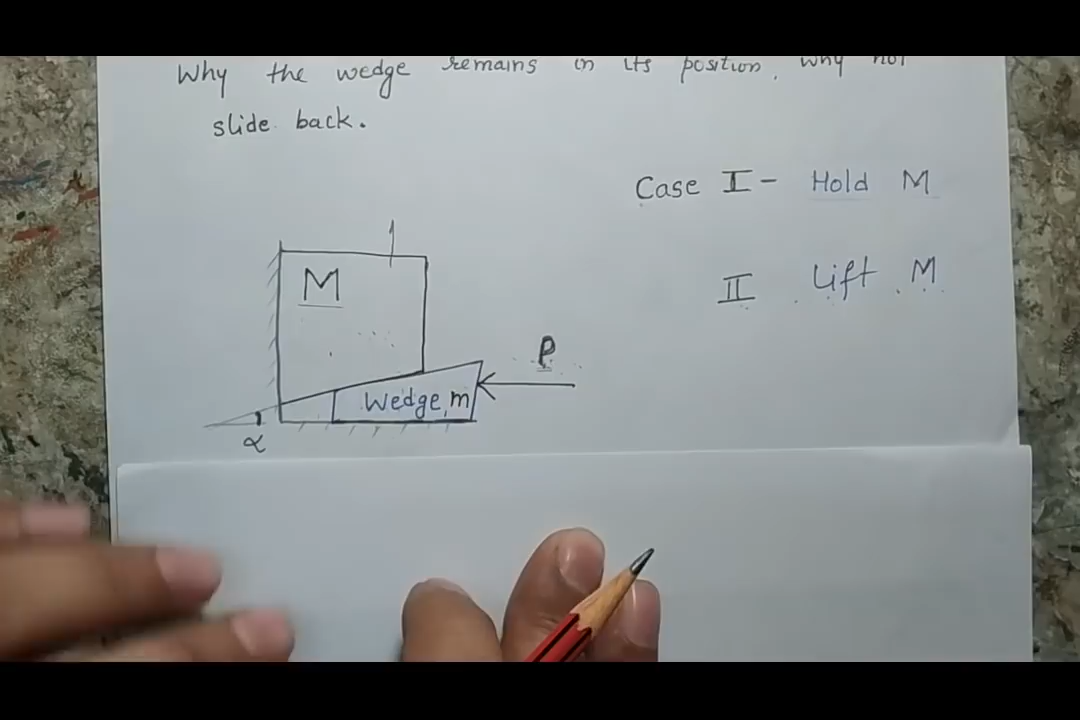 Why the wedge remains in its position, why not
slide back.
Case I - Hold M
II Lift M
M
P
Wedge, m
α